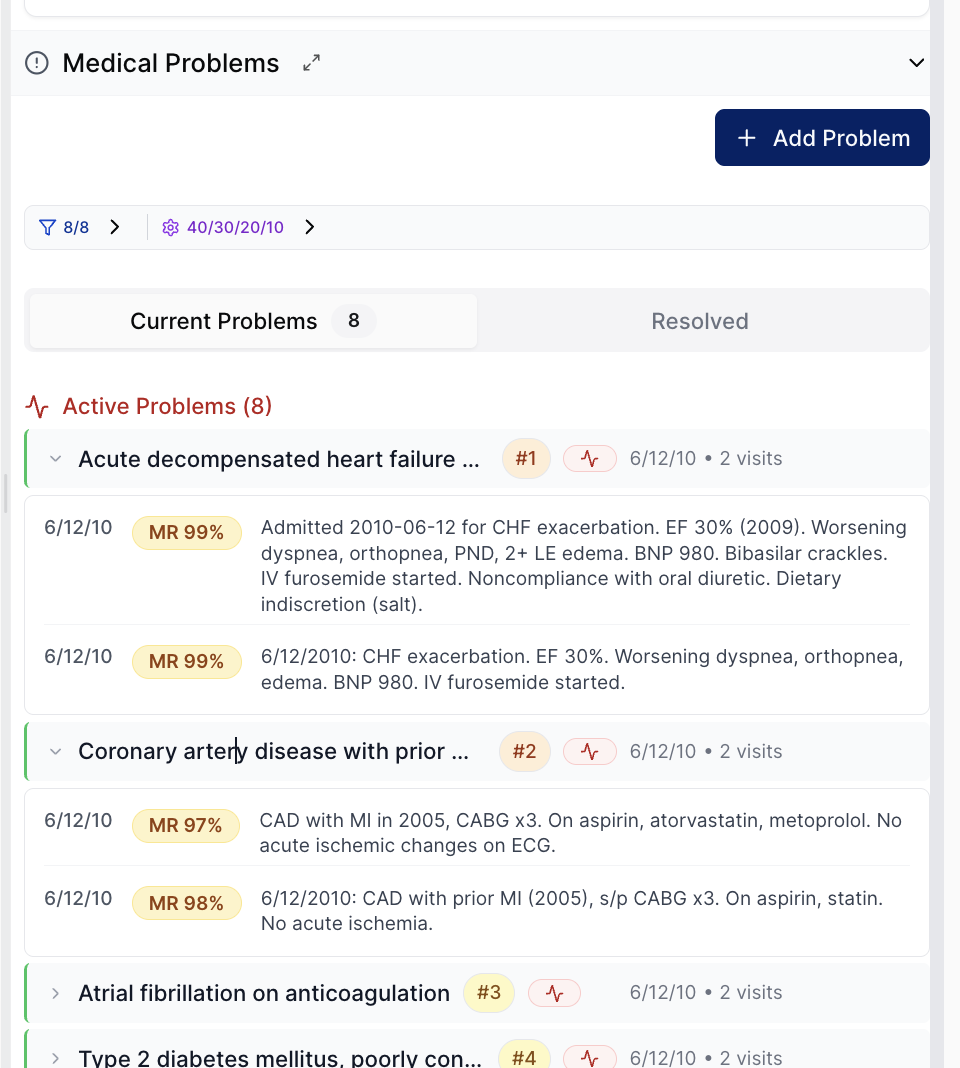 Medical Problems
+ Add Problem
8/8 40/30/20/10
Current Problems 8 Resolved
Active Problems (8)
Acute decompensated heart failure ... #1 6/12/10 • 2 visits
6/12/10 MR 99% Admitted 2010-06-12 for CHF exacerbation. EF 30% (2009). Worsening
dyspnea, orthopnea, PND, 2+ LE edema. BNP 980. Bibasilar crackles.
IV furosemide started. Noncompliance with oral diuretic. Dietary
indiscretion (salt).
6/12/10 MR 99% 6/12/2010: CHF exacerbation. EF 30%. Worsening dyspnea, orthopnea,
edema. BNP 980. IV furosemide started.
Coronary artery disease with prior ... #2 6/12/10 • 2 visits
6/12/10 MR 97% CAD with MI in 2005, CABG x3. On aspirin, atorvastatin, metoprolol. No
acute ischemic changes on ECG.
6/12/10 MR 98% 6/12/2010: CAD with prior MI (2005), s/p CABG x3. On aspirin, statin.
No acute ischemia.
Atrial fibrillation on anticoagulation #3 6/12/10 • 2 visits
Type 2 diabetes mellitus, poorly con... #4 6/12/10 • 2 visits